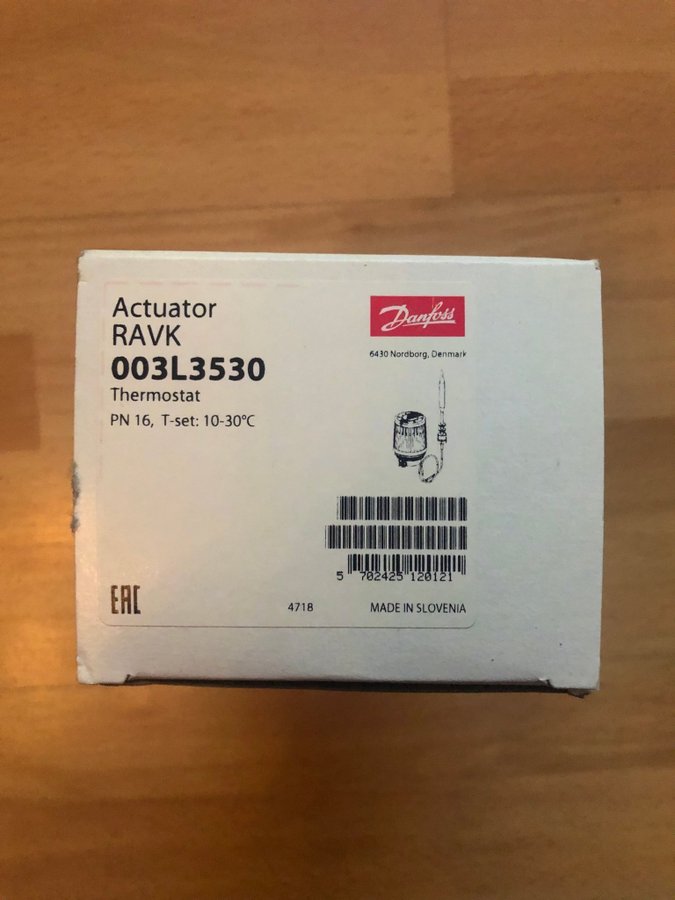 Actuator
RAVK
003L3530
Thermostat
PN 16, T-set: 10-30°C
Danfoss
6430 Nordborg, Denmark
5 702425 120121
EAC
4718
MADE IN SLOVENIA